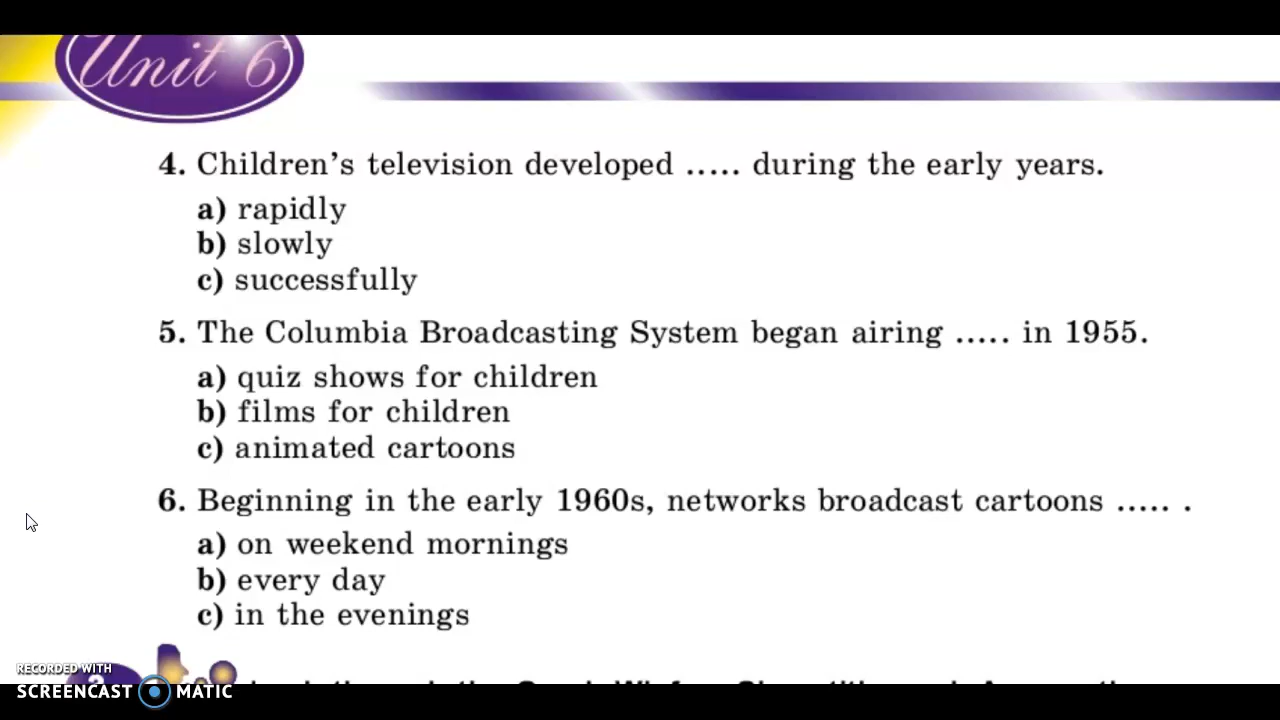 Unit 6
4. Children's television developed ..... during the early years.
a) rapidly
b) slowly
c) successfully
5. The Columbia Broadcasting System began airing ..... in 1955.
a) quiz shows for children
b) films for children
c) animated cartoons
6. Beginning in the early 1960s, networks broadcast cartoons ..... .
a) on weekend mornings
b) every day
c) in the evenings
RECORDED WITH
SCREENCAST MATIC